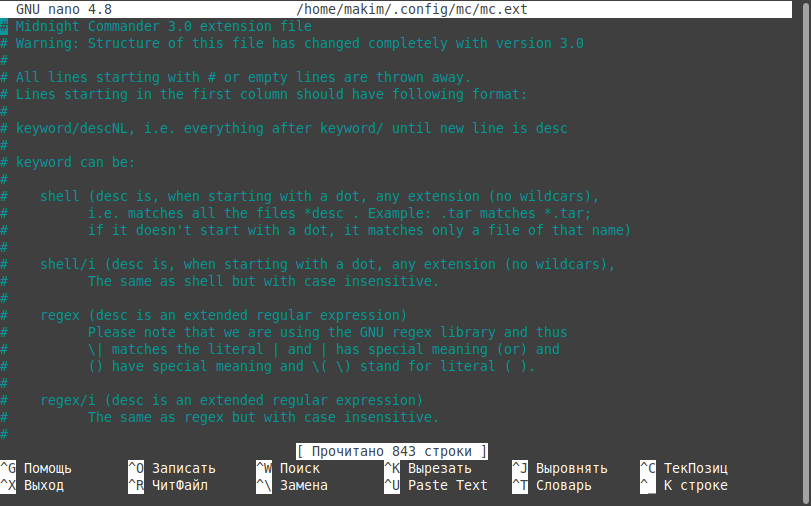 GNU nano 4.8 /home/makim/.config/mc/mc.ext
# Midnight Commander 3.0 extension file
# Warning: Structure of this file has changed completely with version 3.0
#
# All lines starting with # or empty lines are thrown away.
# Lines starting in the first column should have following format:
#
# keyword/descNL, i.e. everything after keyword/ until new line is desc
#
# keyword can be:
#
#    shell (desc is, when starting with a dot, any extension (no wildcars),
#          i.e. matches all the files *desc . Example: .tar matches *.tar;
#          if it doesn't start with a dot, it matches only a file of that name)
#
#    shell/i (desc is, when starting with a dot, any extension (no wildcars),
#          The same as shell but with case insensitive.
#
#    regex (desc is an extended regular expression)
#          Please note that we are using the GNU regex library and thus
#          \| matches the literal | and | has special meaning (or) and
#          () have special meaning and \( \) stand for literal ( ).
#
#    regex/i (desc is an extended regular expression)
#          The same as regex but with case insensitive.
#
[ Прочитано 843 строки ]
^G Помощь ^O Записать ^W Поиск ^K Вырезать ^J Выровнять ^C ТекПозиц
^X Выход ^R ЧитФайл ^\ Замена ^U Paste Text ^T Словарь ^_ К строке